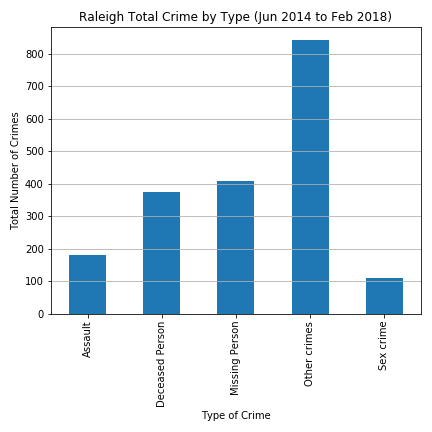 Raleigh Total Crime by Type (Jun 2014 to Feb 2018)
Total Number of Crimes
800
700
600
500
400
300
200
100
0
Assault
Deceased Person
Missing Person
Other crimes
Sex crime
Type of Crime